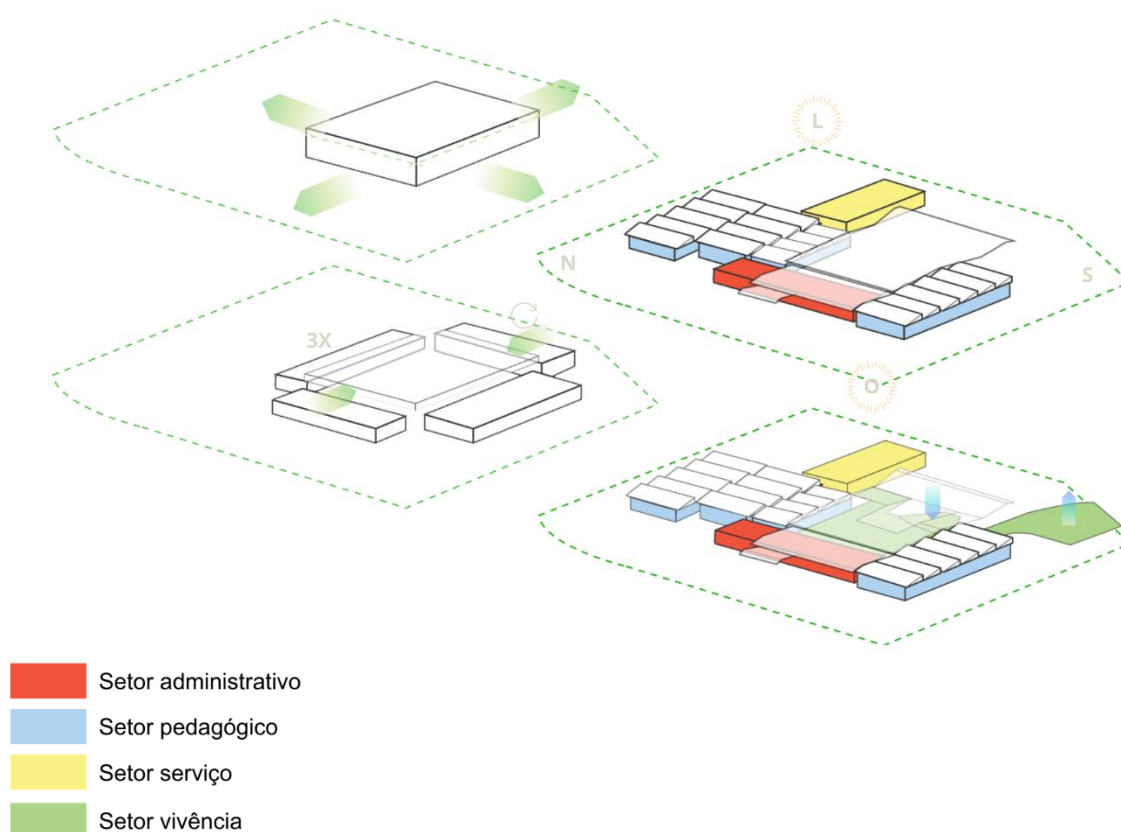 L
N
S
3X
O
Setor administrativo
Setor pedagógico
Setor serviço
Setor vivência